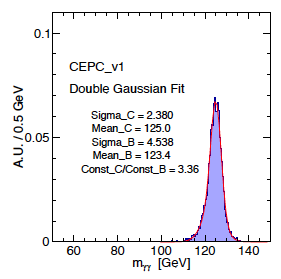 0.1
CEPC_v1
Double Gaussian Fit
Sigma_C = 2.380
Mean_C = 125.0
Sigma_B = 4.538
Mean_B = 123.4
Const_C/Const_B = 3.36
A.U. / 0.5 GeV
0.05
0
60 80 100 120 140
mγγ [GeV]